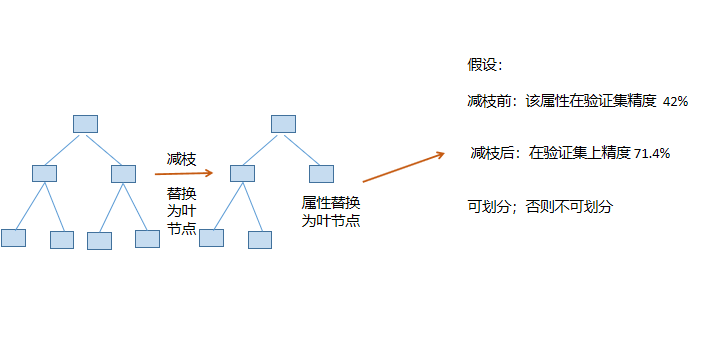 减枝
替换
为叶
节点
属性替换
为叶节点
假设：
减枝前：该属性在验证集精度 42%
减枝后：在验证集上精度 71.4%
可划分；否则不可划分